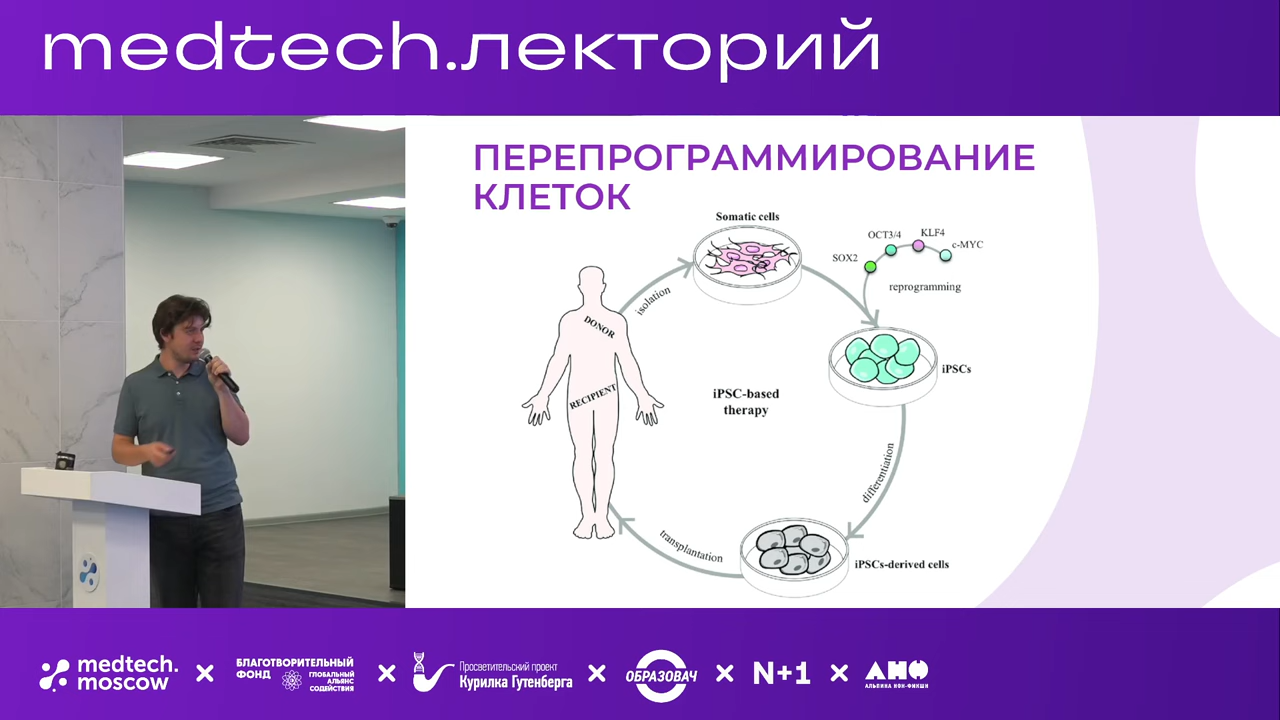 medtech.лекторий
ПЕРЕПРОГРАММИРОВАНИЕ
КЛЕТОК
Somatic cells
OCT3/4
KLF4
c-MYC
SOX2
reprogramming
isolation
DONOR
iPSCs
iPSC-based
therapy
RECIPIENT
differentiation
transplantation
iPSCs-derived cells
medtech.
moscow
×
БЛАГОТВОРИТЕЛЬНЫЙ
ФОНД
ГЛОБАЛЬНЫЙ
АЛЬЯНС
СОДЕЙСТВИЯ
×
Просветительский проект
Курилка Гутенберга
×
ОБРАЗОВАЧ
×
N+1
×
АНФ
АЛЬПИНА НОН-ФИКШН